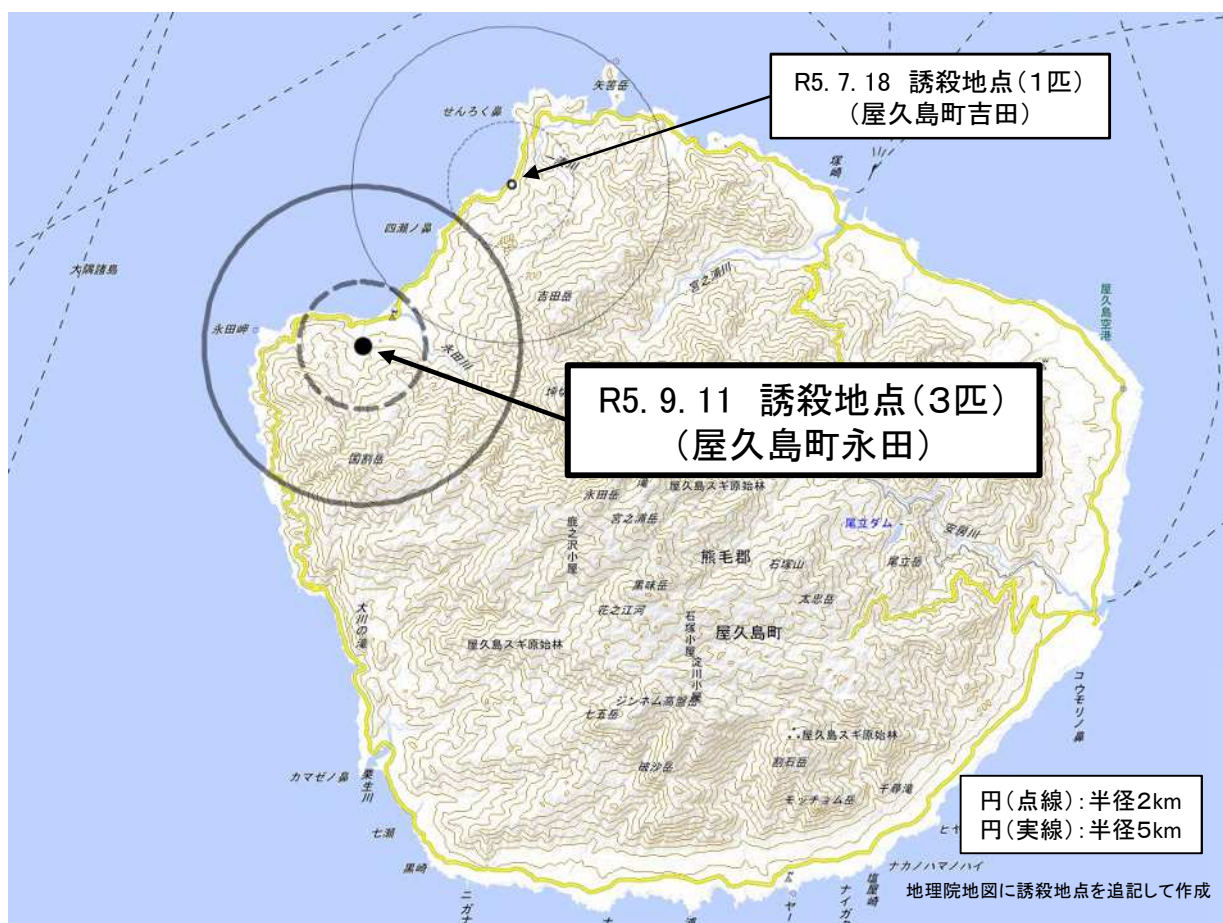 R5.7.18 誘殺地点(1匹)
(屋久島町吉田)
矢筈岳
せんろく鼻
一湊川
塚崎
四瀬ノ鼻
大隅諸島
宮之浦川
吉田岳
屋久島空港
永田岬
永田川
R5.9.11 誘殺地点(3匹)
(屋久島町永田)
国割岳
滝
屋久島スギ原始林
永田岳
宮之浦岳
尾立ダム
安房川
鹿之沢小屋
熊毛郡
石塚山
尾立岳
黒味岳
太忠岳
花之江河
大川の滝
石塚小屋
屋久島町
屋久島スギ原始林
淀川小屋
コウモリノ鼻
ジンネム高盤岳
七五岳
屋久島スギ原始林
破沙岳
割石岳
カマゼノ鼻
栗生川
千尋滝
モッチョム岳
円(点線):半径2km
円(実線):半径5km
七瀬
黒崎
ナカノハマノハイ
塩屋崎
地理院地図に誘殺地点を追記して作成